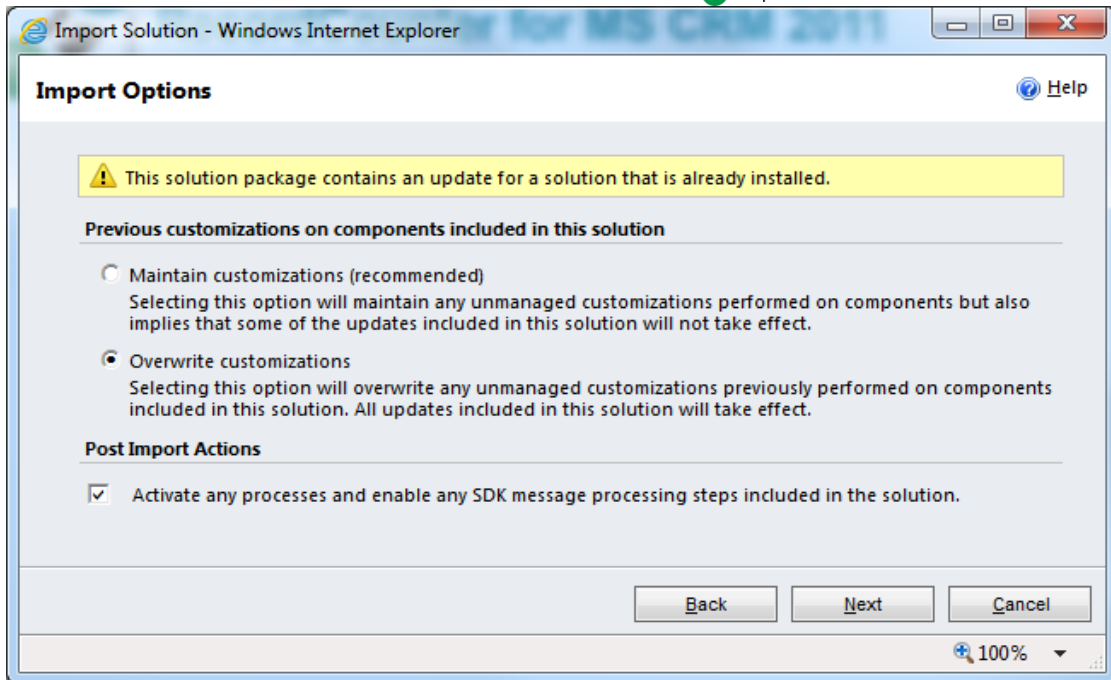 for MS CRM 2011
Import Solution - Windows Internet Explorer
Import Options
Help
This solution package contains an update for a solution that is already installed.
Previous customizations on components included in this solution
Maintain customizations (recommended)
Selecting this option will maintain any unmanaged customizations performed on components but also
implies that some of the updates included in this solution will not take effect.
Overwrite customizations
Selecting this option will overwrite any unmanaged customizations previously performed on components
included in this solution. All updates included in this solution will take effect.
Post Import Actions
Activate any processes and enable any SDK message processing steps included in the solution.
Back
Next
Cancel
100%